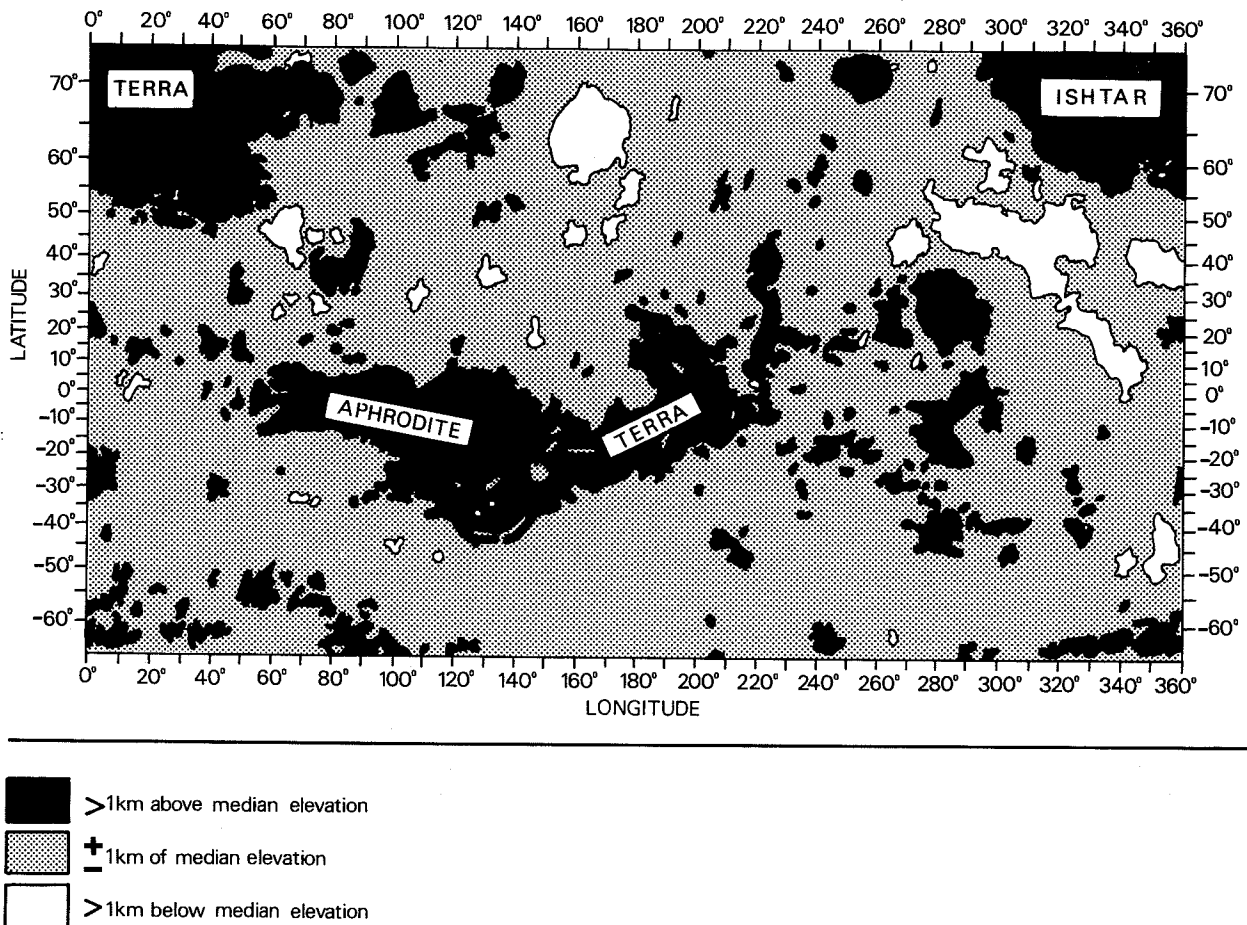 0° 20° 40° 60° 80° 100° 120° 140° 160° 180° 200° 220° 240° 260° 280° 300° 320° 340° 360°
70° TERRA ISHTAR 70°
60° 60°
50° 50°
40° 40°
30° 30°
20° 20°
10° 10°
0° 0°
-10° APHRODITE TERRA -10°
-20° -20°
-30° -30°
-40° -40°
-50° -50°
-60° -60°
LATITUDE
0° 20° 40° 60° 80° 100° 120° 140° 160° 180° 200° 220° 240° 260° 280° 300° 320° 340° 360°
LONGITUDE
>1km above median elevation
±1km of median elevation
>1km below median elevation